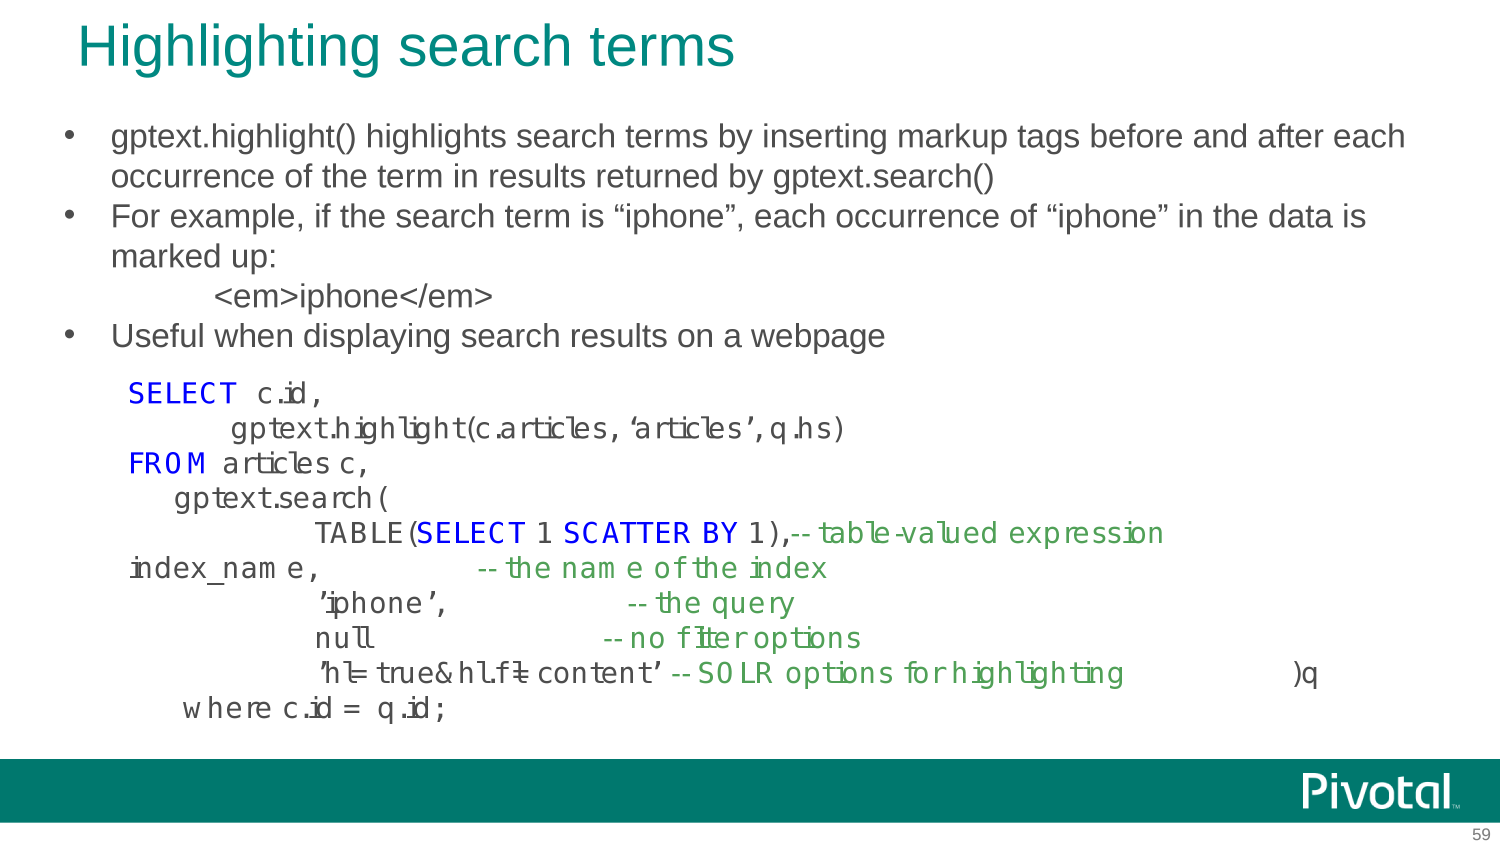 Highlighting search terms
• gptext.highlight() highlights search terms by inserting markup tags before and after each
occurrence of the term in results returned by gptext.search()
• For example, if the search term is “iphone”, each occurrence of “iphone” in the data is
marked up:
<em>iphone</em>
• Useful when displaying search results on a webpage
SELECT c.id,
gptext.highlight(c.articles, ‘articles’, q.hs)
FROM articles c,
gptext.search(
TABLE(SELECT 1 SCATTER BY 1),-- table-valued expression
index_name, -- the name of the index
’iphone’, -- the query
null -- no filter options
’hl=true&hl.fl=content’ -- SOLR options for highlighting )q
where c.id = q.id;
Pivotal™
59